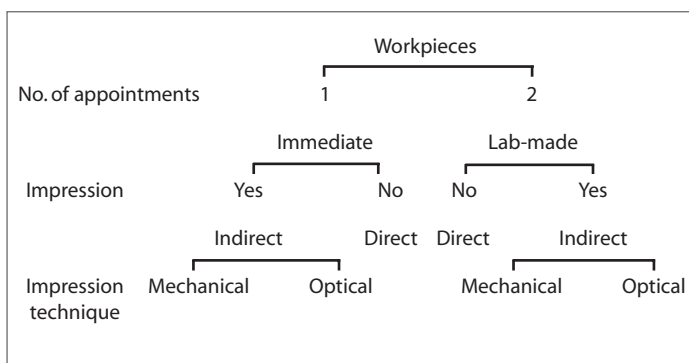 Workpieces
No. of appointments 1 2
Immediate Lab-made
Impression Yes No No Yes
Indirect Direct Direct Indirect
Impression Mechanical Optical Mechanical Optical
technique